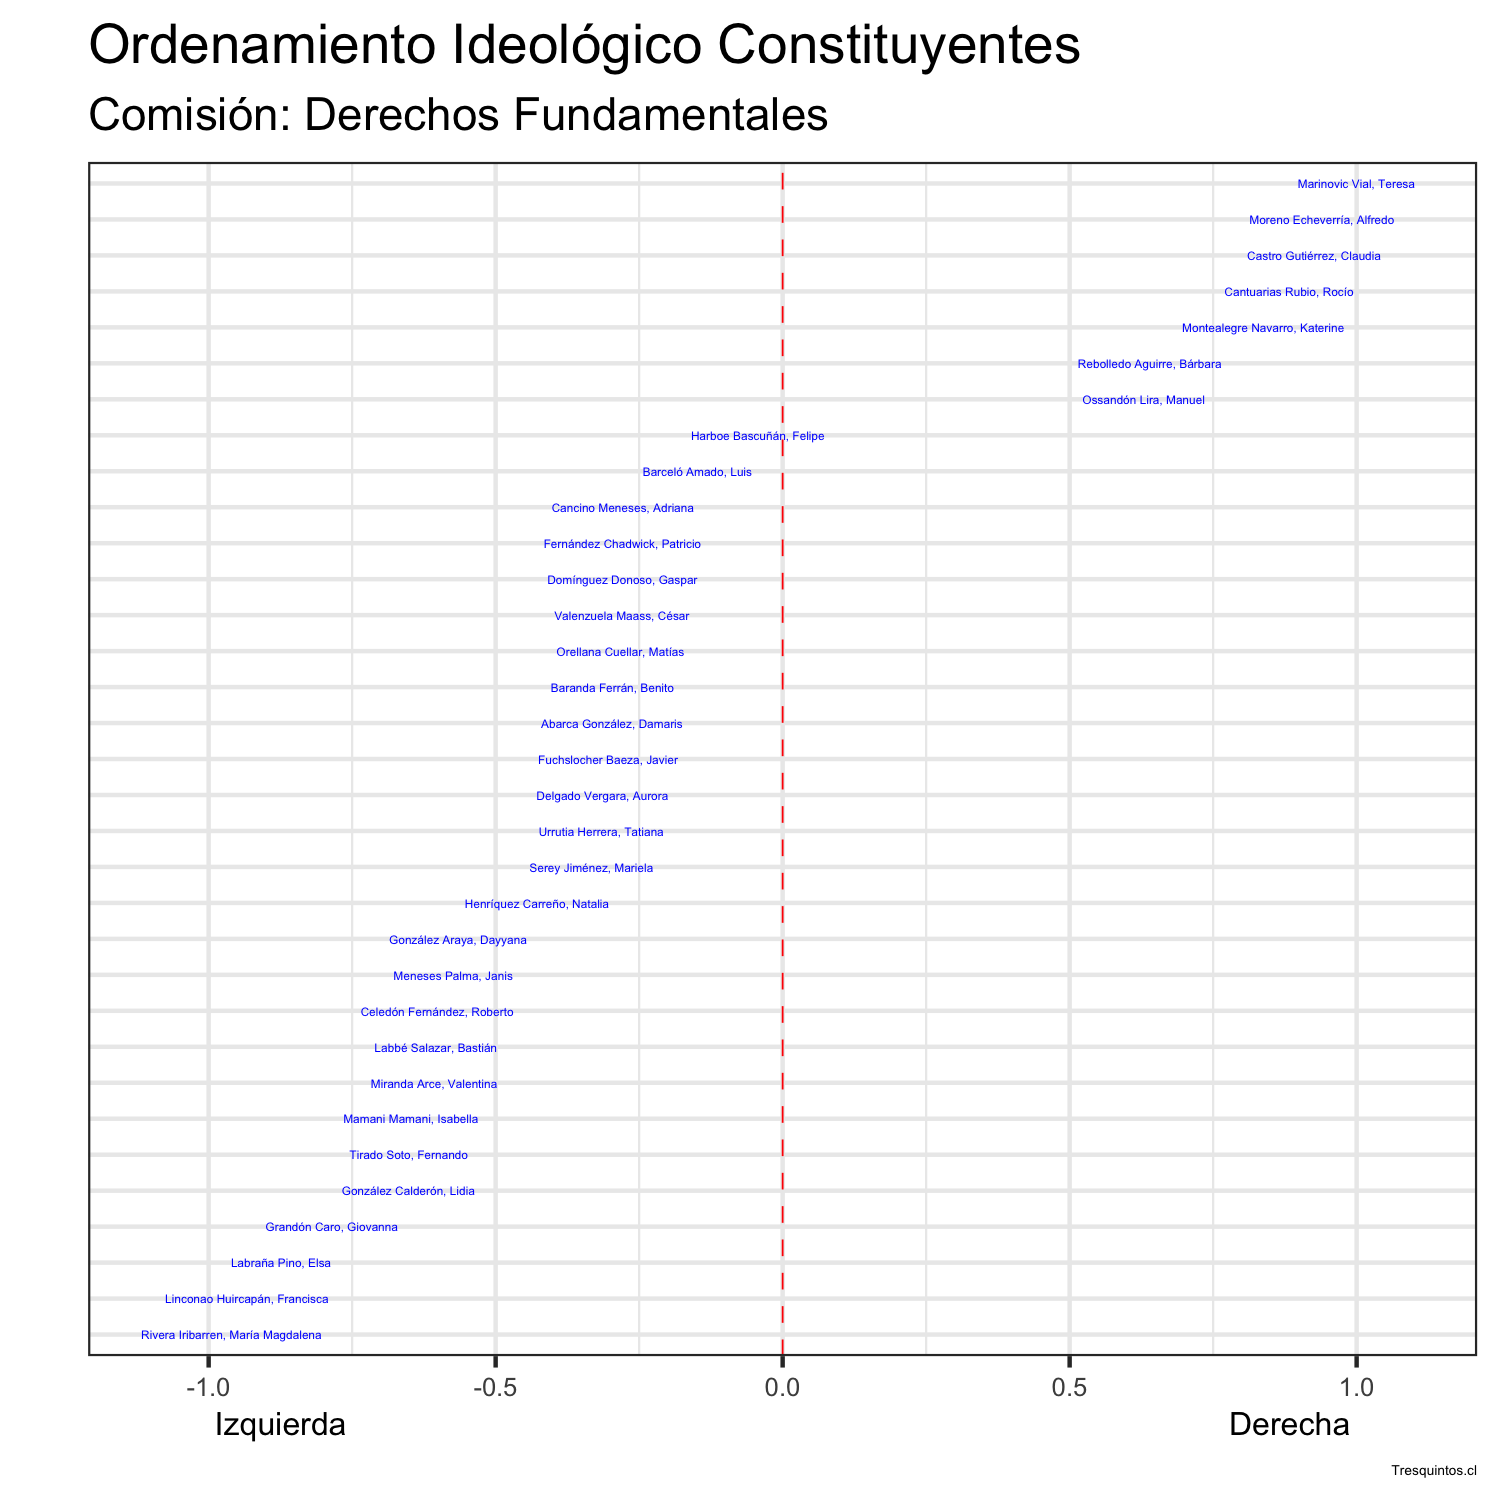 Ordenamiento Ideológico Constituyentes
Comisión: Derechos Fundamentales
Marinovic Vial, Teresa
Moreno Echeverría, Alfredo
Castro Gutiérrez, Claudia
Cantuarias Rubio, Rocío
Montealegre Navarro, Katerine
Rebolledo Aguirre, Bárbara
Ossandón Lira, Manuel
Harboe Bascuñán, Felipe
Barceló Amado, Luis
Cancino Meneses, Adriana
Fernández Chadwick, Patricio
Domínguez Donoso, Gaspar
Valenzuela Maass, César
Orellana Cuellar, Matías
Baranda Ferrán, Benito
Abarca González, Damaris
Fuchslocher Baeza, Javier
Delgado Vergara, Aurora
Urrutia Herrera, Tatiana
Serey Jiménez, Mariela
Henríquez Carreño, Natalia
González Araya, Dayyana
Meneses Palma, Janis
Celedón Fernández, Roberto
Labbé Salazar, Bastián
Miranda Arce, Valentina
Mamani Mamani, Isabella
Tirado Soto, Fernando
González Calderón, Lidia
Grandón Caro, Giovanna
Labraña Pino, Elsa
Linconao Huircapán, Francisca
Rivera Iribarren, María Magdalena
-1.0 -0.5 0.0 0.5 1.0
Izquierda Derecha
Tresquintos.cl